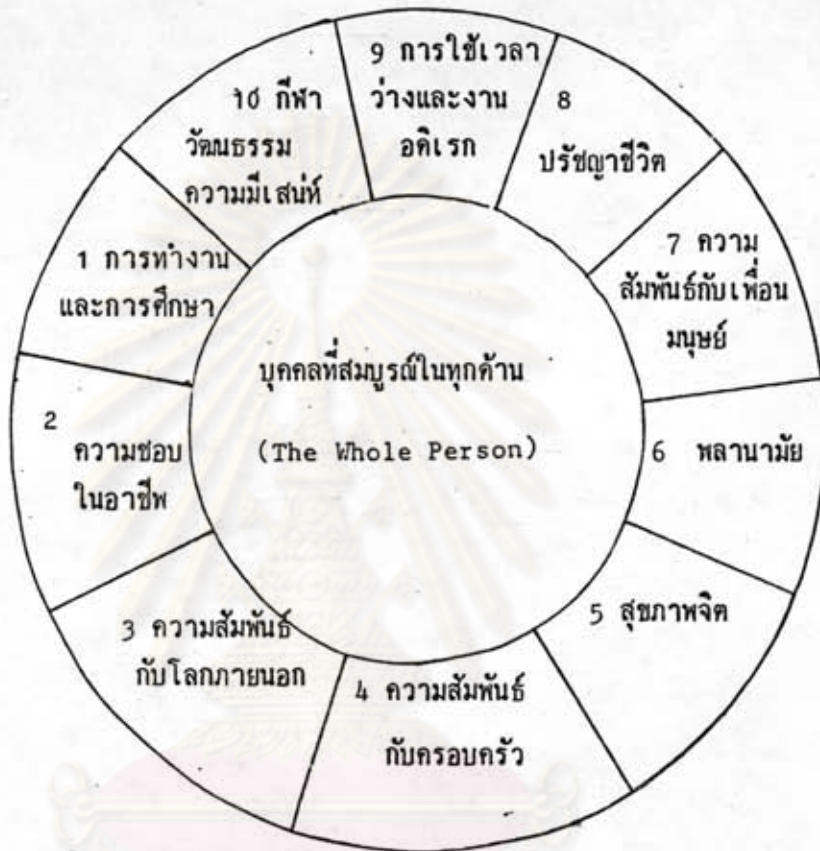 9 การใช้เวลา
ว่างและงาน
อดิเรก
8
ปรัชญาชีวิต
10 กีฬา
วัฒนธรรม
ความมีเสน่ห์
7 ความ
สัมพันธ์กับเพื่อน
มนุษย์
1 การทำงาน
และการศึกษา
บุคคลที่สมบูรณ์ในทุกด้าน
(The Whole Person)
2
ความชอบ
ในอาชีพ
6 พลานามัย
5 สุขภาพจิต
3 ความสัมพันธ์
กับโลกภายนอก
4 ความสัมพันธ์
กับครอบครัว